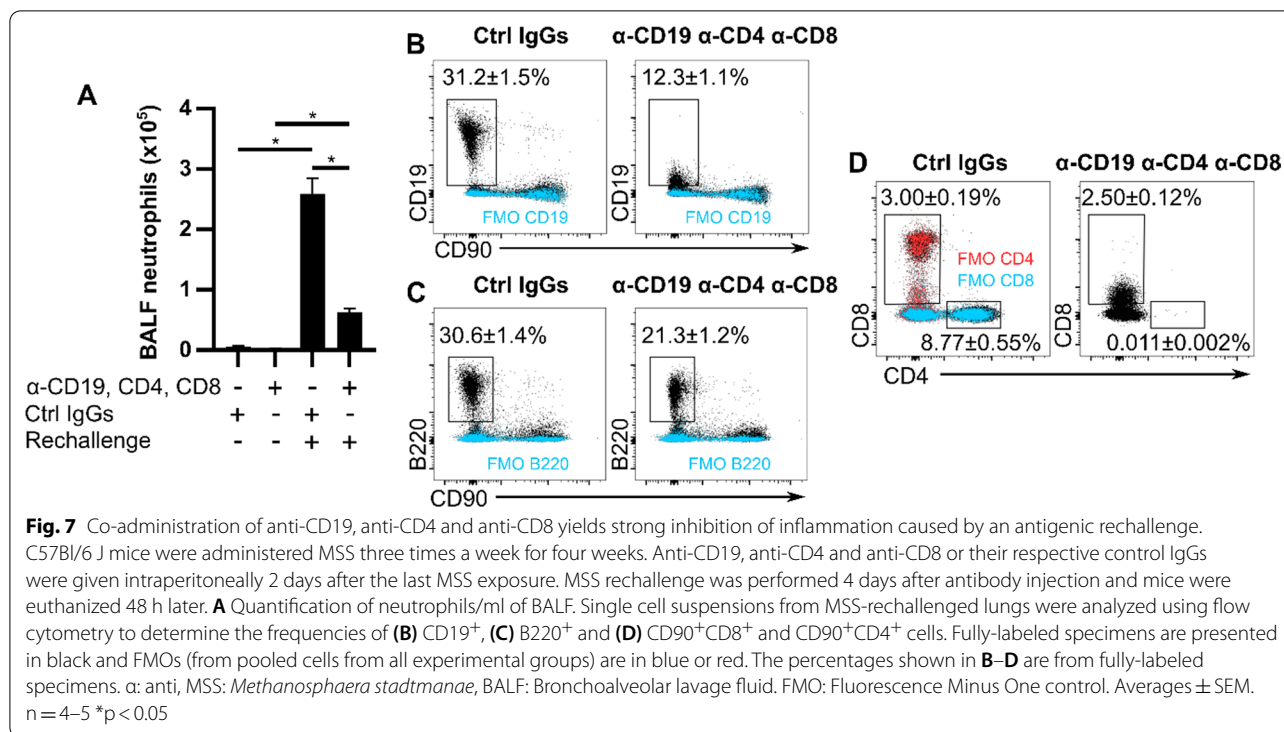 A
BALF neutrophils (x10⁵)
4
3
2
1
0
*
*
*
α-CD19, CD4, CD8 - + - +
Ctrl IgGs + - + -
Rechallenge - - + +
B
Ctrl IgGs α-CD19 α-CD4 α-CD8
31.2±1.5% 12.3±1.1%
CD19 CD19
FMO CD19 FMO CD19
CD90
C
Ctrl IgGs α-CD19 α-CD4 α-CD8
30.6±1.4% 21.3±1.2%
B220 B220
FMO B220 FMO B220
CD90
D
Ctrl IgGs α-CD19 α-CD4 α-CD8
3.00±0.19% 2.50±0.12%
FMO CD4
FMO CD8
CD8 CD8
8.77±0.55% 0.011±0.002%
CD4
Fig. 7 Co-administration of anti-CD19, anti-CD4 and anti-CD8 yields strong inhibition of inflammation caused by an antigenic rechallenge.
C57Bl/6 J mice were administered MSS three times a week for four weeks. Anti-CD19, anti-CD4 and anti-CD8 or their respective control IgGs
were given intraperitoneally 2 days after the last MSS exposure. MSS rechallenge was performed 4 days after antibody injection and mice were
euthanized 48 h later. A Quantification of neutrophils/ml of BALF. Single cell suspensions from MSS-rechallenged lungs were analyzed using flow
cytometry to determine the frequencies of (B) CD19⁺, (C) B220⁺ and (D) CD90⁺CD8⁺ and CD90⁺CD4⁺ cells. Fully-labeled specimens are presented
in black and FMOs (from pooled cells from all experimental groups) are in blue or red. The percentages shown in B–D are from fully-labeled
specimens. α: anti, MSS: Methanosphaera stadtmanae, BALF: Bronchoalveolar lavage fluid. FMO: Fluorescence Minus One control. Averages ± SEM.
n = 4–5 *p < 0.05